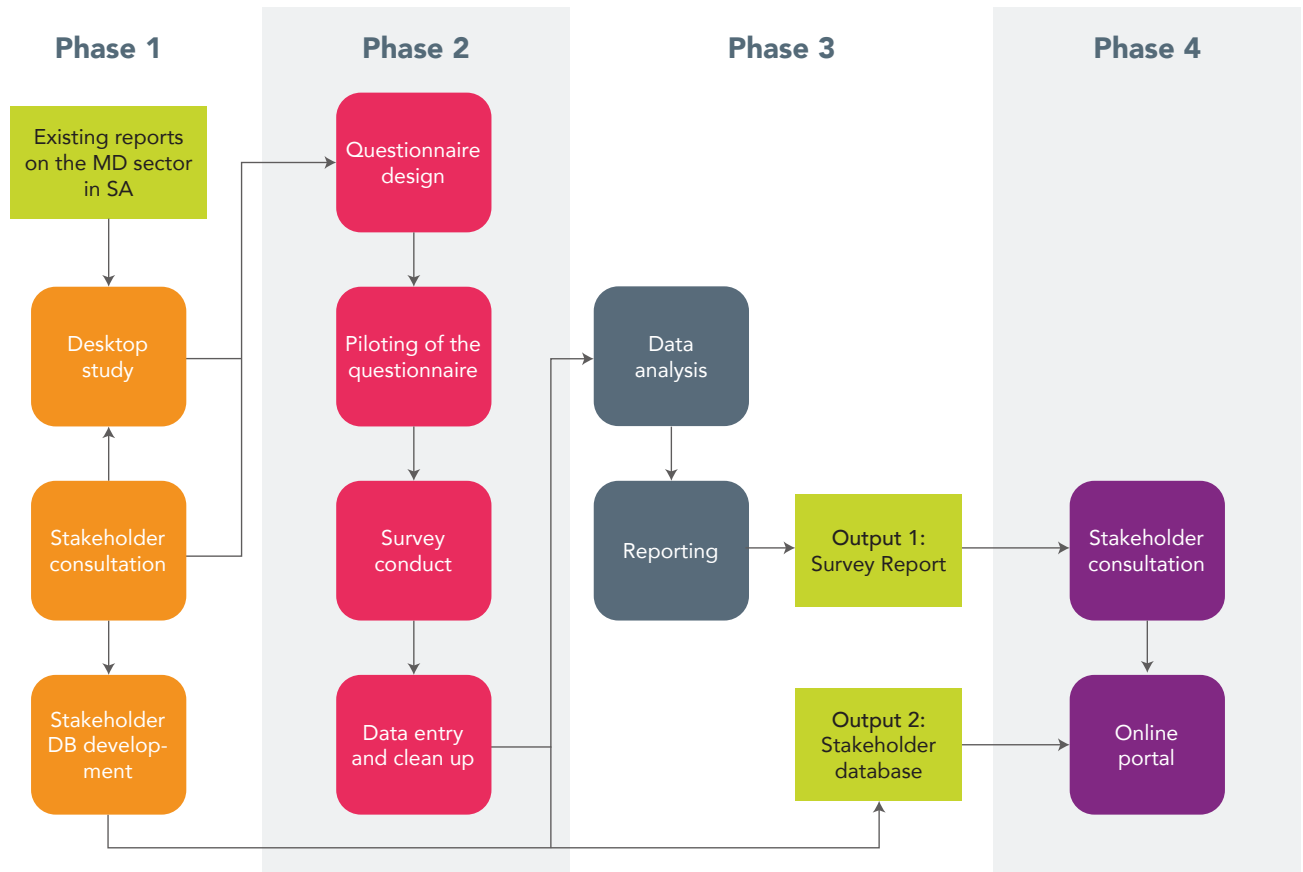 Phase 1
Phase 2
Phase 3
Phase 4
Existing reports
on the MD sector
in SA
Desktop
study
Stakeholder
consultation
Stakeholder
DB develop-
ment
Questionnaire
design
Piloting of the
questionnaire
Survey
conduct
Data entry
and clean up
Data
analysis
Reporting
Output 1:
Survey Report
Output 2:
Stakeholder
database
Stakeholder
consultation
Online
portal